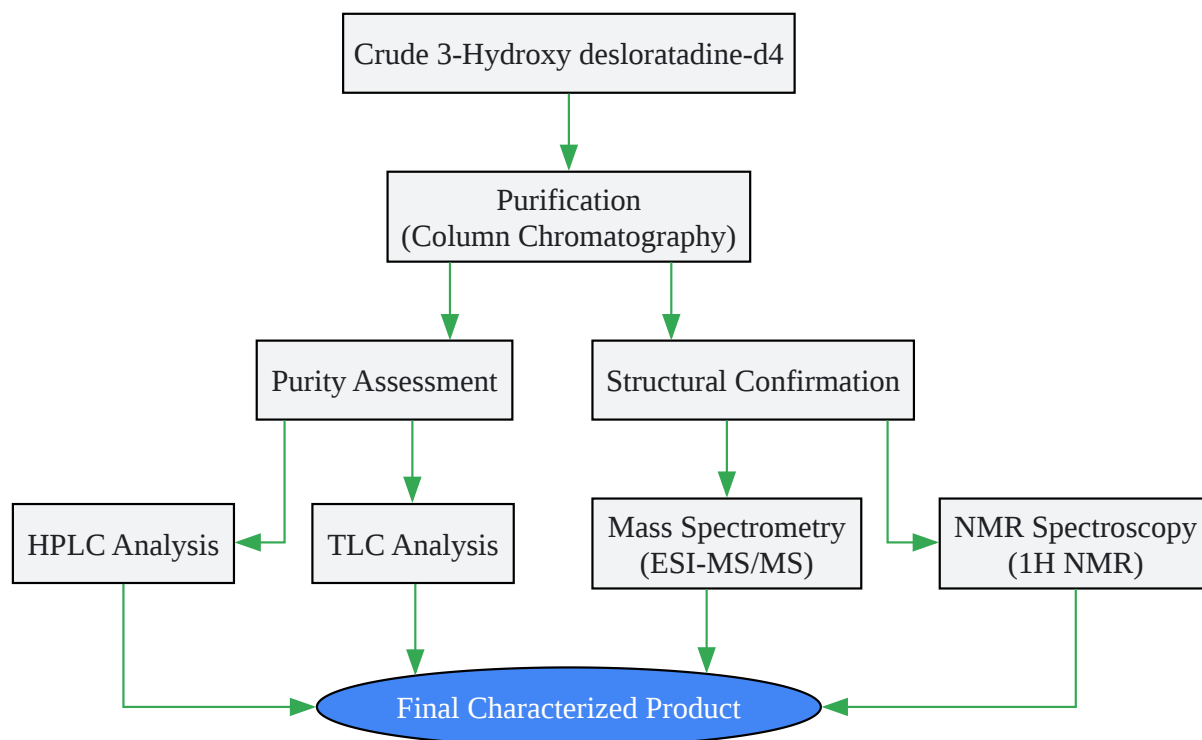 Crude 3-Hydroxy desloratadine-d4
Purification
(Column Chromatography)
Purity Assessment
Structural Confirmation
HPLC Analysis
TLC Analysis
Mass Spectrometry
(ESI-MS/MS)
NMR Spectroscopy
(1H NMR)
Final Characterized Product